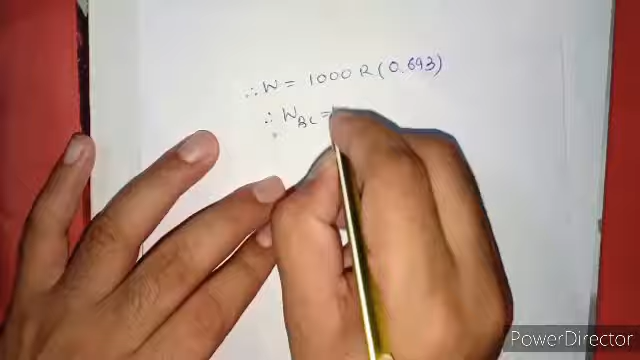 ∴ W = 1000 R (0.693)
∴ W_BC =
PowerDirector